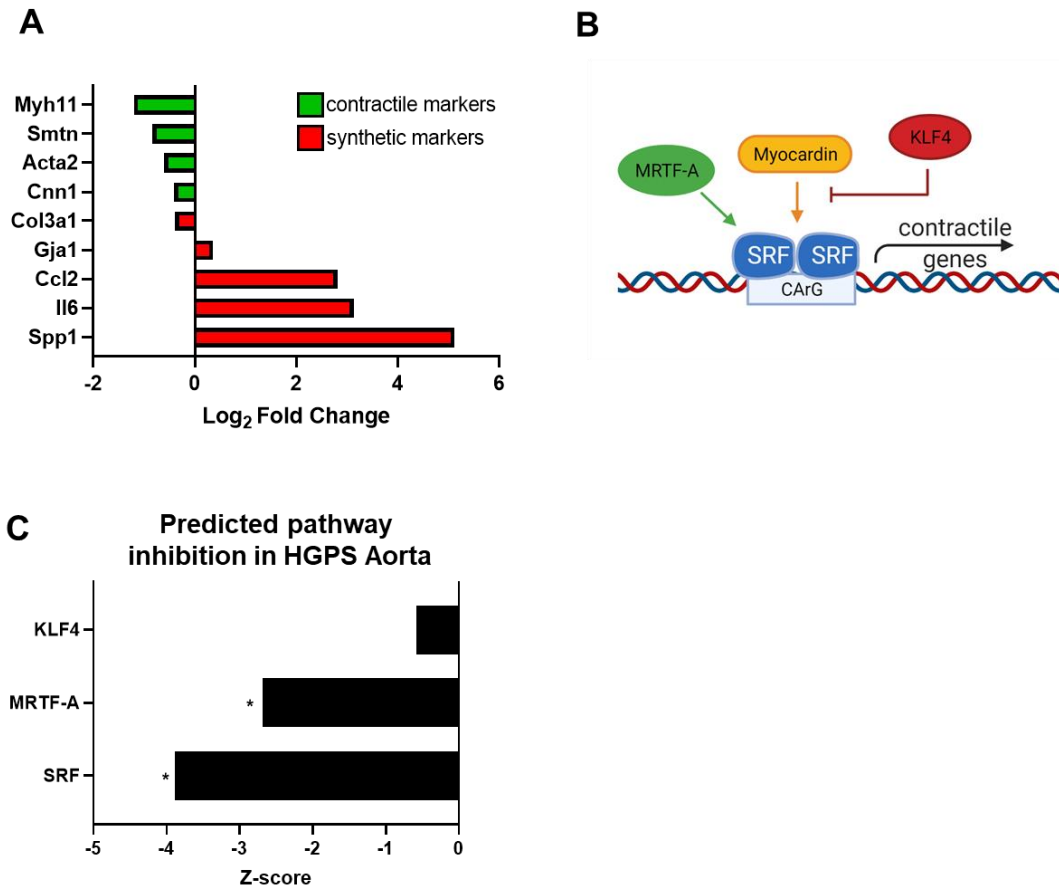 A
Myh11
Smtn
Acta2
Cnn1
Col3a1
Gja1
Ccl2
Il6
Spp1
contractile markers
synthetic markers
-2 0 2 4 6
Log2 Fold Change
B
MRTF-A
Myocardin
KLF4
SRF SRF
CArG
contractile
genes
C
Predicted pathway
inhibition in HGPS Aorta
KLF4
MRTF-A *
SRF *
-5 -4 -3 -2 -1 0
Z-score